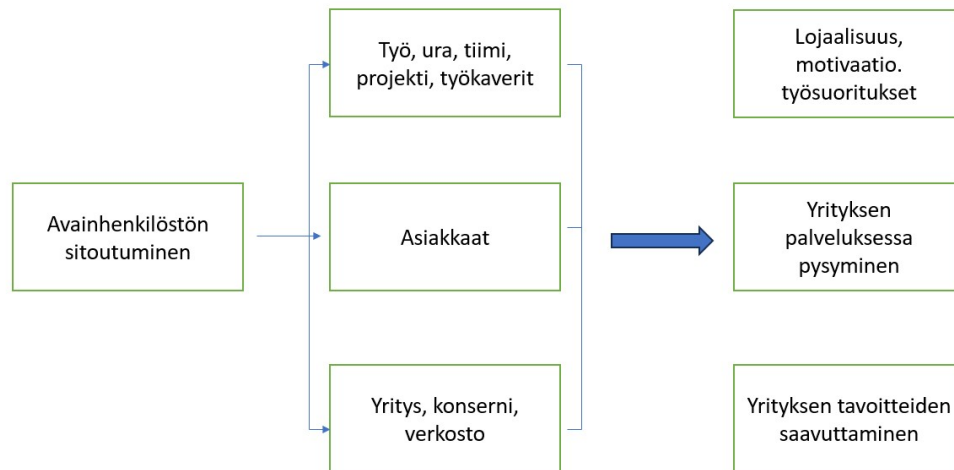 Työ, ura, tiimi,
projekti, työkaverit
Lojaalisuus,
motivaatio.
työsuoritukset
Avainhenkilöstön
sitoutuminen
Asiakkaat
Yrityksen
palveluksessa
pysyminen
Yritys, konserni,
verkosto
Yrityksen tavoitteiden
saavuttaminen